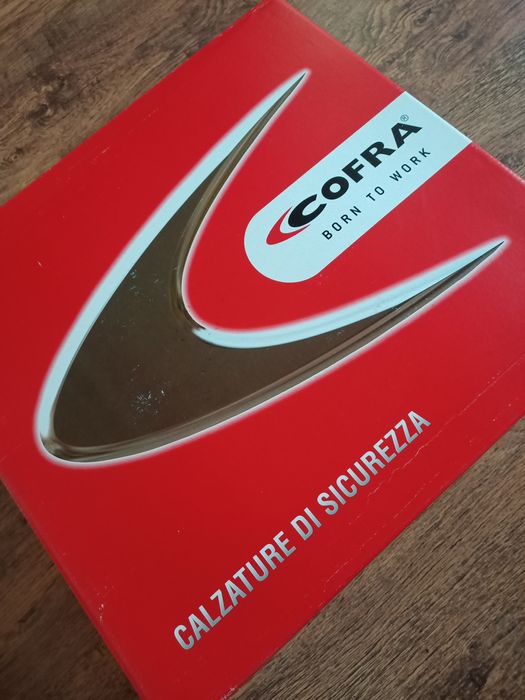 COFRA®
BORN TO WORK
CALZATURE DI SICUREZZA